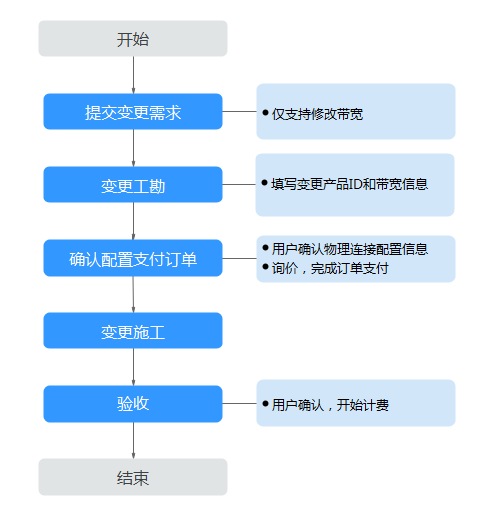 开始
提交变更需求
● 仅支持修改带宽
变更工勘
● 填写变更产品ID和带宽信息
确认配置支付订单
● 用户确认物理连接配置信息
● 询价，完成订单支付
变更施工
验收
● 用户确认，开始计费
结束